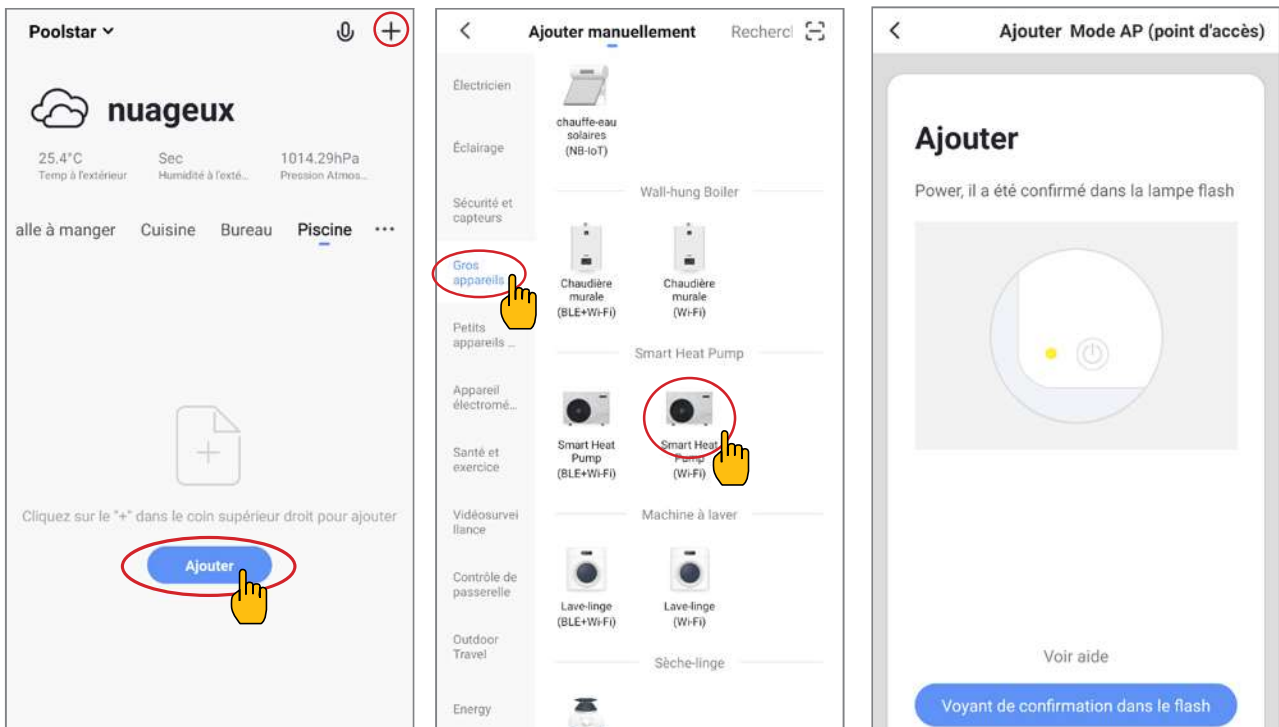 Poolstar
nuageux
25.4°C Sec 1014.29hPa
Temp à l'extérieur Humidité à l'exté... Pression Atmos...
alle à manger Cuisine Bureau Piscine ...
Cliquez sur le "+" dans le coin supérieur droit pour ajouter
Ajouter
Ajouter manuellement Recherc
Électricien
Éclairage
Sécurité et
capteurs
Gros
appareils
Petits
appareils ...
Appareil
électromé...
Santé et
exercice
Vidéosurvei
llance
Contrôle de
passerelle
Outdoor
Travel
Energy
chauffe-eau
solaires
(NB-IoT)
Wall-hung Boiler
Chaudière
murale
(BLE+Wi-Fi)
Chaudière
murale
(Wi-Fi)
Smart Heat Pump
Smart Heat
Pump
(BLE+Wi-Fi)
Smart Heat
Pump
(Wi-Fi)
Machine à laver
Lave-linge
(BLE+Wi-Fi)
Lave-linge
(Wi-Fi)
Sèche-linge
Ajouter Mode AP (point d'accès)
Ajouter
Power, il a été confirmé dans la lampe flash
Voir aide
Voyant de confirmation dans le flash